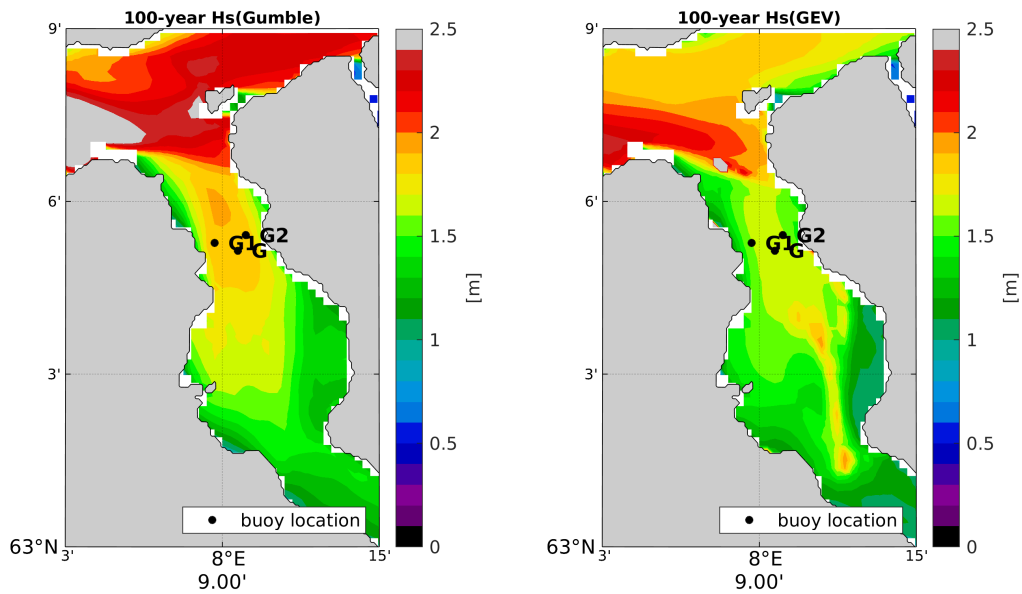 100-year Hs(Gumble)
9'
6'
3'
63°N
3'
8°E
9.00'
15'
G1
G2
G
buoy location
2.5
2
1.5
1
0.5
0
[m]
100-year Hs(GEV)
9'
6'
3'
63°N
3'
8°E
9.00'
15'
G1
G2
G
buoy location
2.5
2
1.5
1
0.5
0
[m]